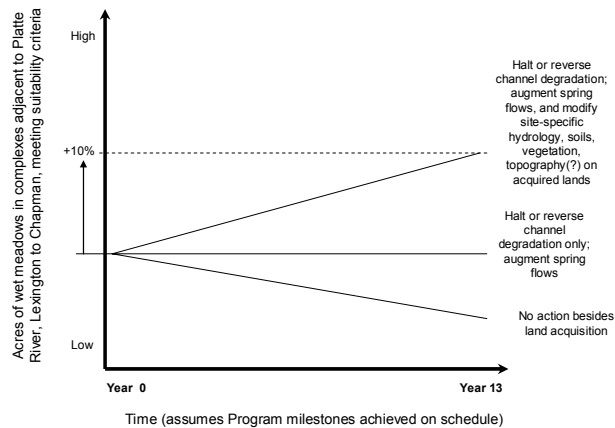 Acres of wet meadows in complexes adjacent to Platte
River, Lexington to Chapman, meeting suitability criteria
High
+10%
Low
Halt or reverse
channel degradation;
augment spring
flows, and modify
site-specific
hydrology, soils,
vegetation,
topography(?) on
acquired lands
Halt or reverse
channel
degradation only;
augment spring
flows
No action besides
land acquisition
Year 0
Year 13
Time (assumes Program milestones achieved on schedule)